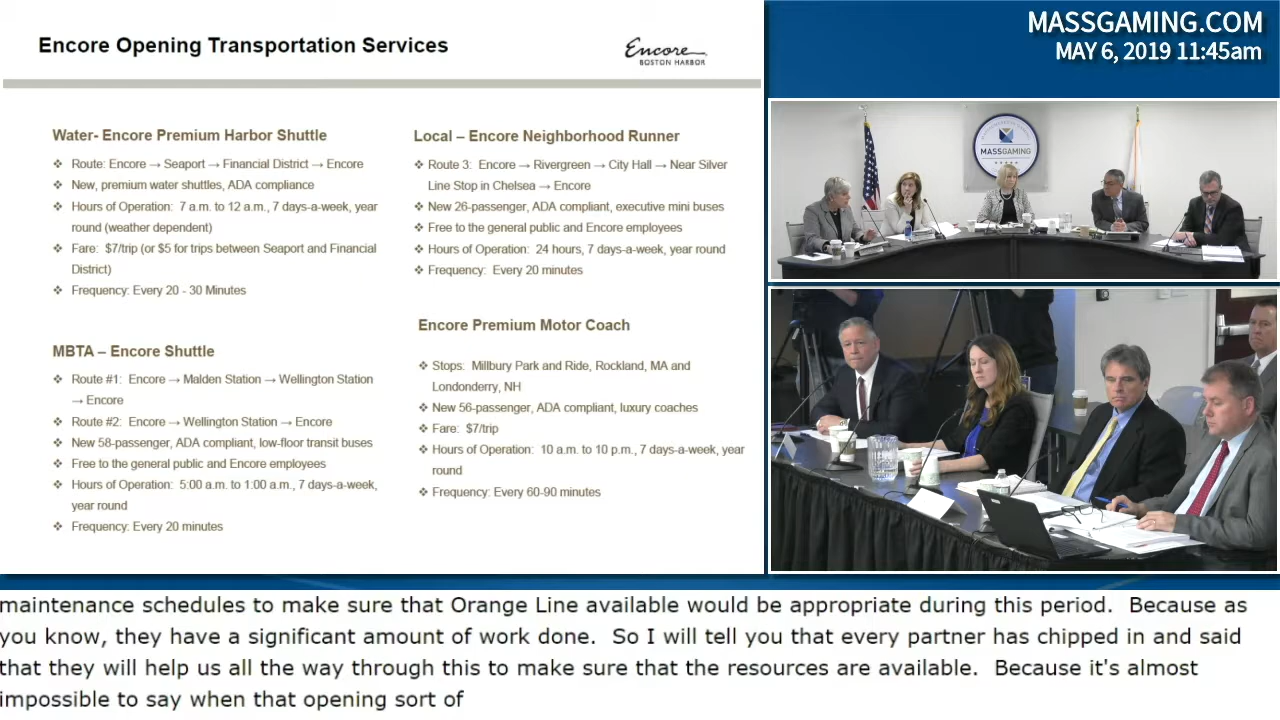 Encore Opening Transportation Services
Encore
BOSTON HARBOR
Water- Encore Premium Harbor Shuttle
❖ Route: Encore → Seaport → Financial District → Encore
❖ New, premium water shuttles, ADA compliance
❖ Hours of Operation: 7 a.m. to 12 a.m., 7 days-a-week, year
round (weather dependent)
❖ Fare: $7/trip (or $5 for trips between Seaport and Financial
District)
❖ Frequency: Every 20 - 30 Minutes
MBTA – Encore Shuttle
❖ Route #1: Encore → Malden Station → Wellington Station
→ Encore
❖ Route #2: Encore → Wellington Station → Encore
❖ New 58-passenger, ADA compliant, low-floor transit buses
❖ Free to the general public and Encore employees
❖ Hours of Operation: 5:00 a.m. to 1:00 a.m., 7 days-a-week,
year round
❖ Frequency: Every 20 minutes
Local – Encore Neighborhood Runner
❖ Route 3: Encore → Rivergreen → City Hall → Near Silver
Line Stop in Chelsea → Encore
❖ New 26-passenger, ADA compliant, executive mini buses
❖ Free to the general public and Encore employees
❖ Hours of Operation: 24 hours, 7 days-a-week, year round
❖ Frequency: Every 20 minutes
Encore Premium Motor Coach
❖ Stops: Millbury Park and Ride, Rockland, MA and
Londonderry, NH
❖ New 56-passenger, ADA compliant, luxury coaches
❖ Fare: $7/trip
❖ Hours of Operation: 10 a.m. to 10 p.m., 7 days-a-week, year
round
❖ Frequency: Every 60-90 minutes
MASSGAMING.COM
MAY 6, 2019 11:45am
MASSGAMING
maintenance schedules to make sure that Orange Line available would be appropriate during this period. Because as
you know, they have a significant amount of work done. So I will tell you that every partner has chipped in and said
that they will help us all the way through this to make sure that the resources are available. Because it's almost
impossible to say when that opening sort of